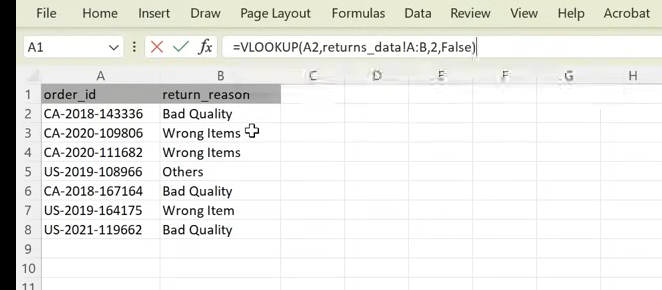 File Home Insert Draw Page Layout Formulas Data Review View Help Acrobat
A1 fx =VLOOKUP(A2,returns_data!A:B,2,False)
A B C D E F G H
1 order_id return_reason
2 CA-2018-143336 Bad Quality
3 CA-2020-109806 Wrong Items
4 CA-2020-111682 Wrong Items
5 US-2019-108966 Others
6 CA-2018-167164 Bad Quality
7 US-2019-164175 Wrong Item
8 US-2021-119662 Bad Quality
9
10
11